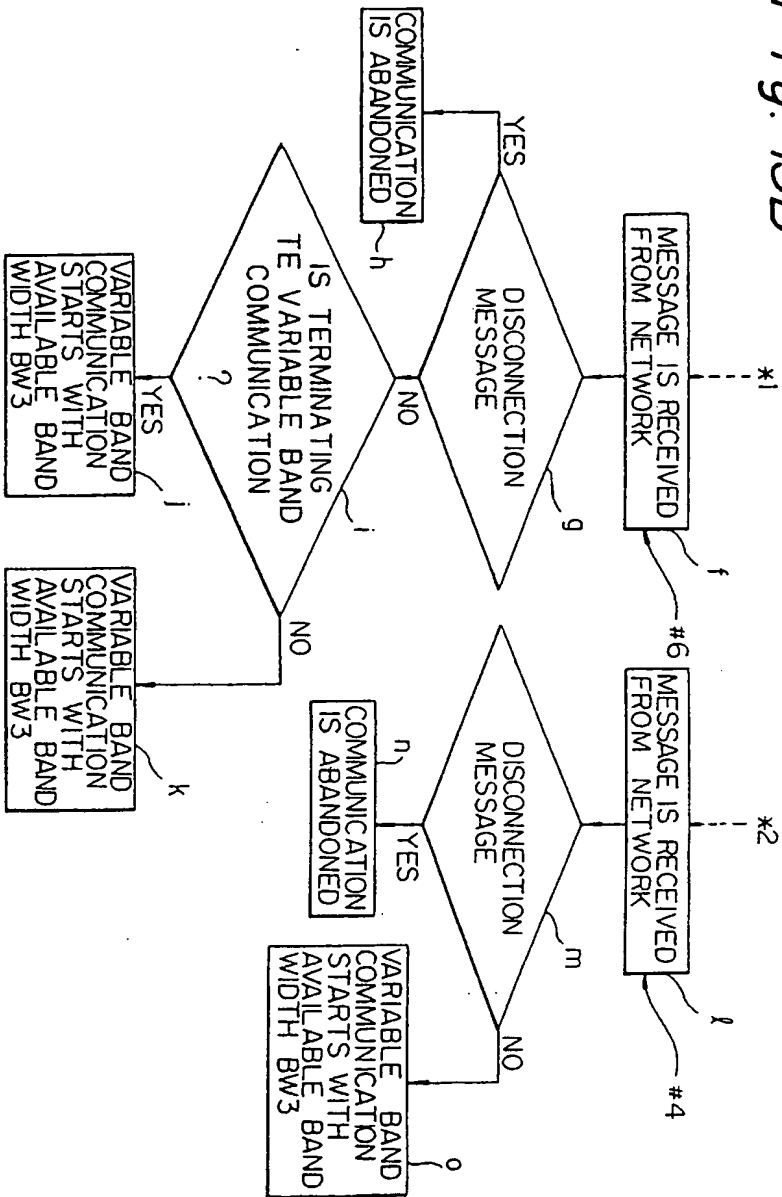 Fig. 13B
*1
MESSAGE IS RECEIVED
FROM NETWORK
f
#6
DISCONNECTION
MESSAGE
g
YES
NO
COMMUNICATION
IS ABANDONED
h
IS TERMINATING
TE VARIABLE BAND
COMMUNICATION
?
i
YES
NO
VARIABLE BAND
COMMUNICATION
STARTS WITH
AVAILABLE BAND
WIDTH BW3
j
VARIABLE BAND
COMMUNICATION
STARTS WITH
AVAILABLE BAND
WIDTH BW3
k
*2
MESSAGE IS RECEIVED
FROM NETWORK
ℓ
#4
DISCONNECTION
MESSAGE
m
YES
NO
COMMUNICATION
IS ABANDONED
n
VARIABLE BAND
COMMUNICATION
STARTS WITH
AVAILABLE BAND
WIDTH BW3
o